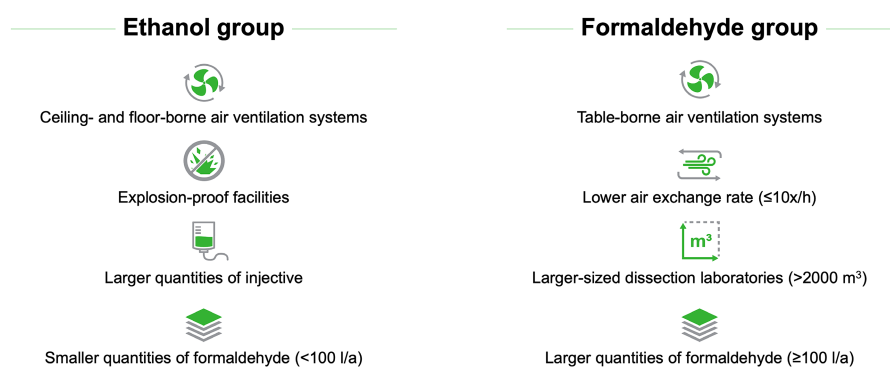 Ethanol group
Ceiling- and floor-borne air ventilation systems
Explosion-proof facilities
Larger quantities of injective
Smaller quantities of formaldehyde (<100 l/a)
Formaldehyde group
Table-borne air ventilation systems
Lower air exchange rate (≤10x/h)
m³
Larger-sized dissection laboratories (>2000 m³)
Larger quantities of formaldehyde (≥100 l/a)